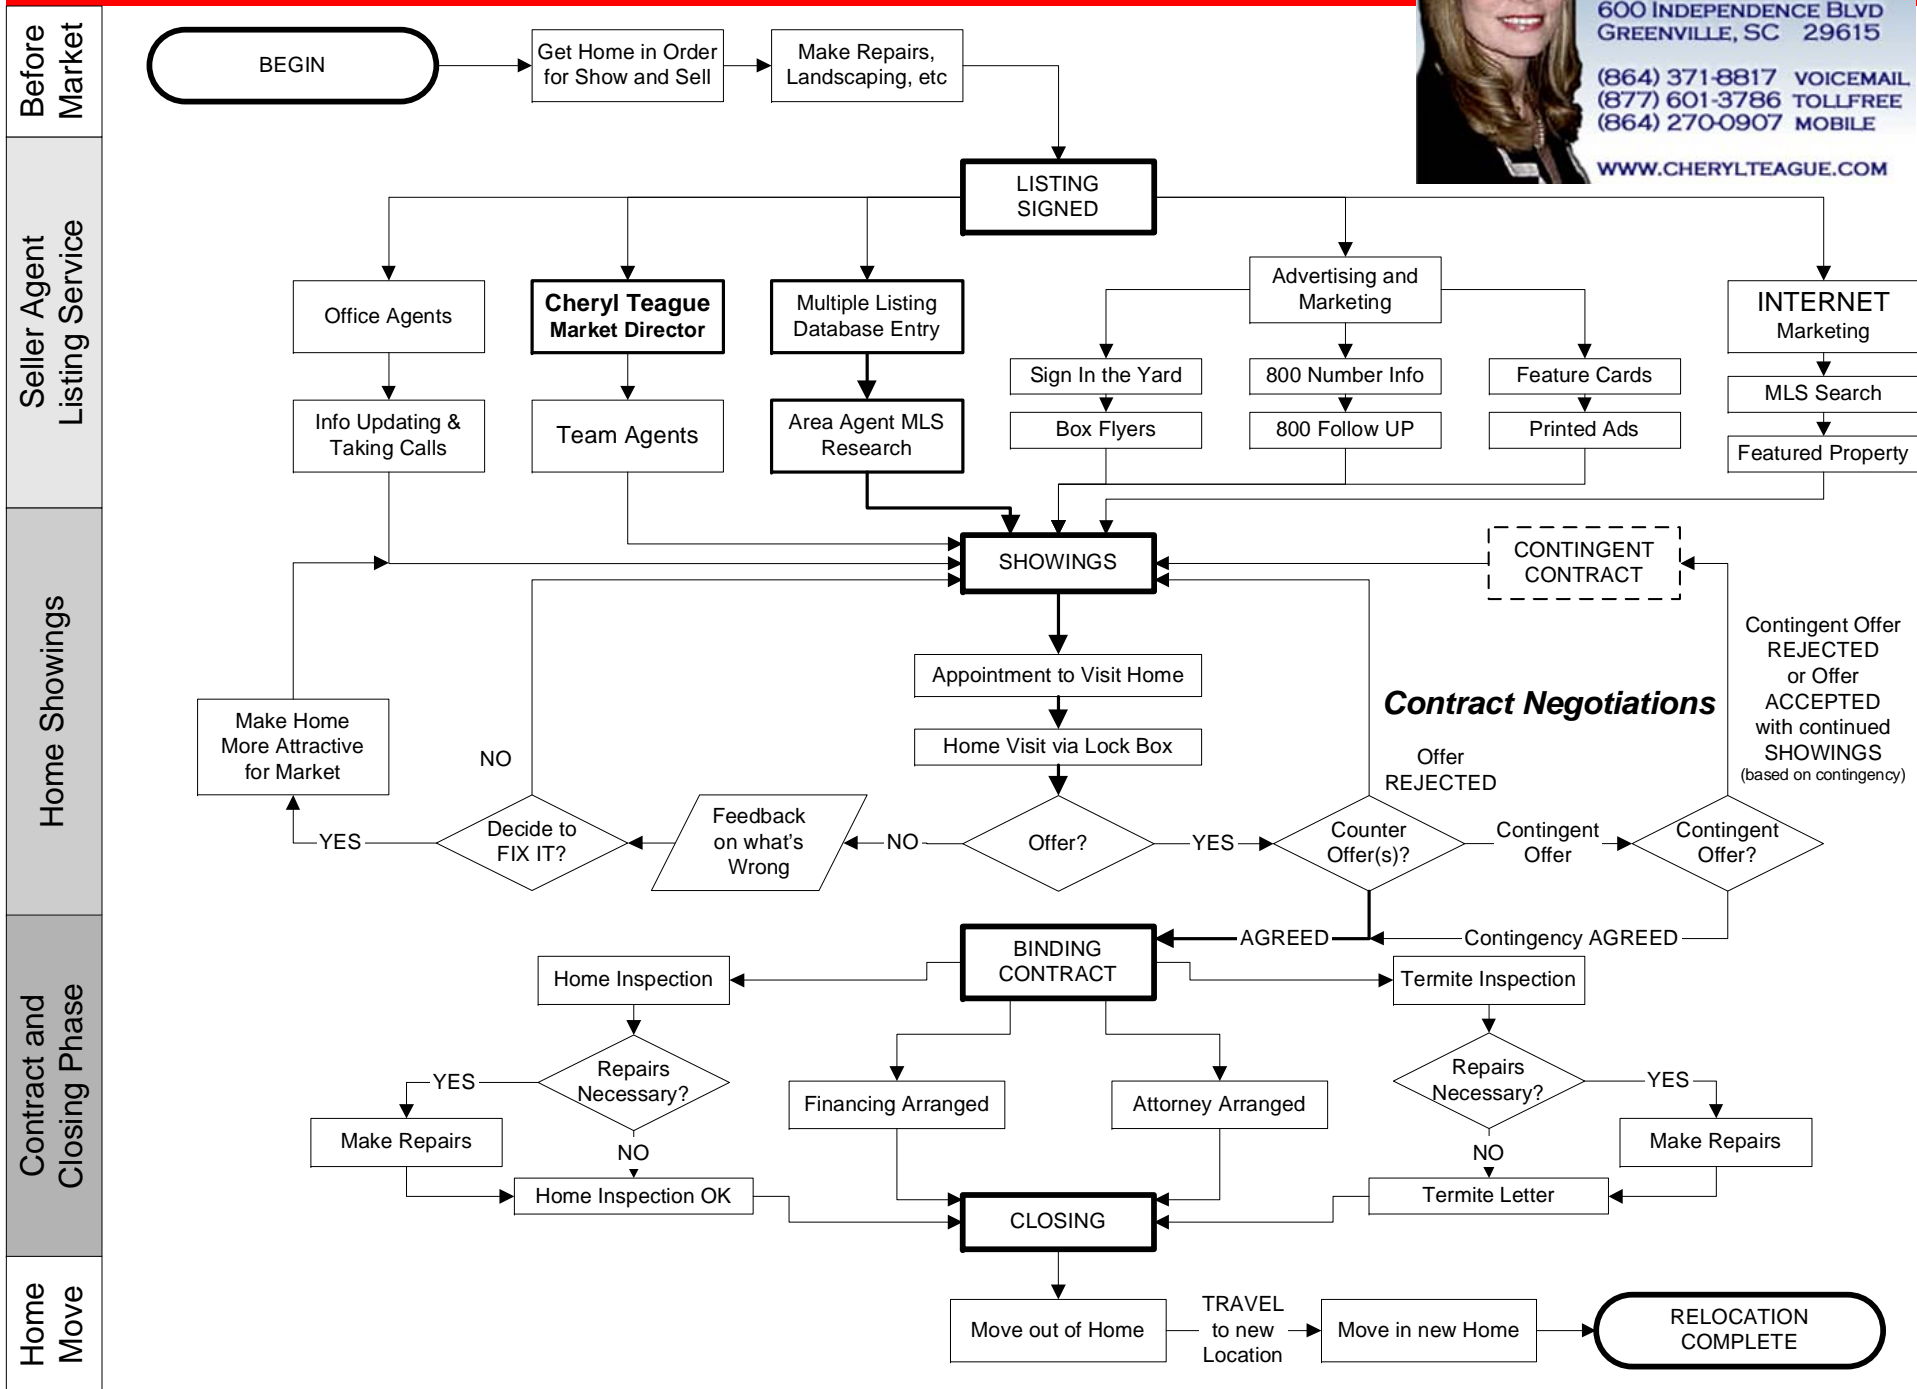 600 INDEPENDENCE BLVD
GREENVILLE, SC 29615
(864) 371-8817 VOICEMAIL
(877) 601-3786 TOLLFREE
(864) 270-0907 MOBILE
WWW.CHERYLTEAGUE.COM
Before
Market
BEGIN
Get Home in Order
for Show and Sell
Make Repairs,
Landscaping, etc
Seller Agent
Listing Service
LISTING
SIGNED
Office Agents
Cheryl Teague
Market Director
Multiple Listing
Database Entry
Advertising and
Marketing
INTERNET
Marketing
Sign In the Yard
800 Number Info
Feature Cards
MLS Search
Info Updating &
Taking Calls
Team Agents
Area Agent MLS
Research
Box Flyers
800 Follow UP
Printed Ads
Featured Property
Home Showings
SHOWINGS
CONTINGENT
CONTRACT
Appointment to Visit Home
Contingent Offer
REJECTED
or Offer
ACCEPTED
with continued
SHOWINGS
(based on contingency)
Contract Negotiations
Make Home
More Attractive
for Market
NO
Home Visit via Lock Box
Offer
REJECTED
YES
Decide to
FIX IT?
Feedback
on what's
Wrong
NO
Offer?
YES
Counter
Offer(s)?
Contingent
Offer
Contingent
Offer?
Contract and
Closing Phase
BINDING
CONTRACT
AGREED
Contingency AGREED
Home Inspection
Termite Inspection
YES
Repairs
Necessary?
Financing Arranged
Attorney Arranged
Repairs
Necessary?
YES
Make Repairs
NO
NO
Make Repairs
Home Inspection OK
Termite Letter
CLOSING
Home
Move
Move out of Home
TRAVEL
to new
Location
Move in new Home
RELOCATION
COMPLETE